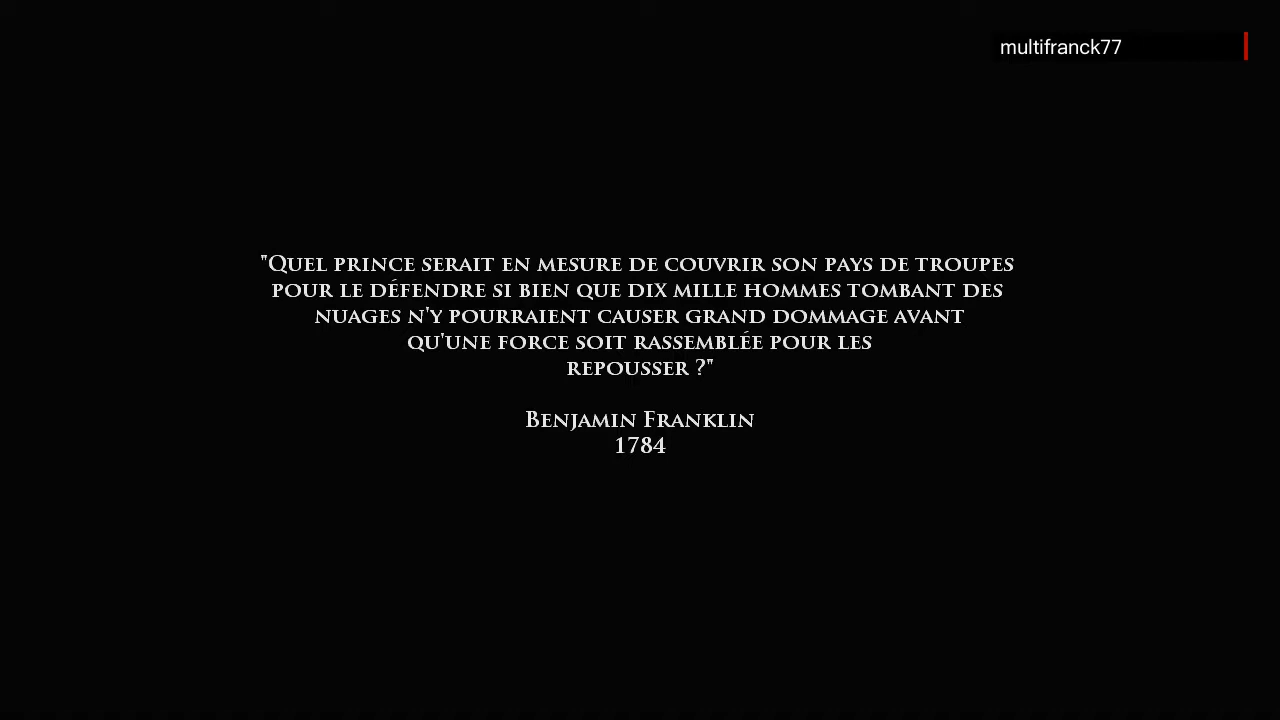 multifranck77
"Quel prince serait en mesure de couvrir son pays de troupes
pour le défendre si bien que dix mille hommes tombant des
nuages n'y pourraient causer grand dommage avant
qu'une force soit rassemblée pour les
repousser ?"
Benjamin Franklin
1784